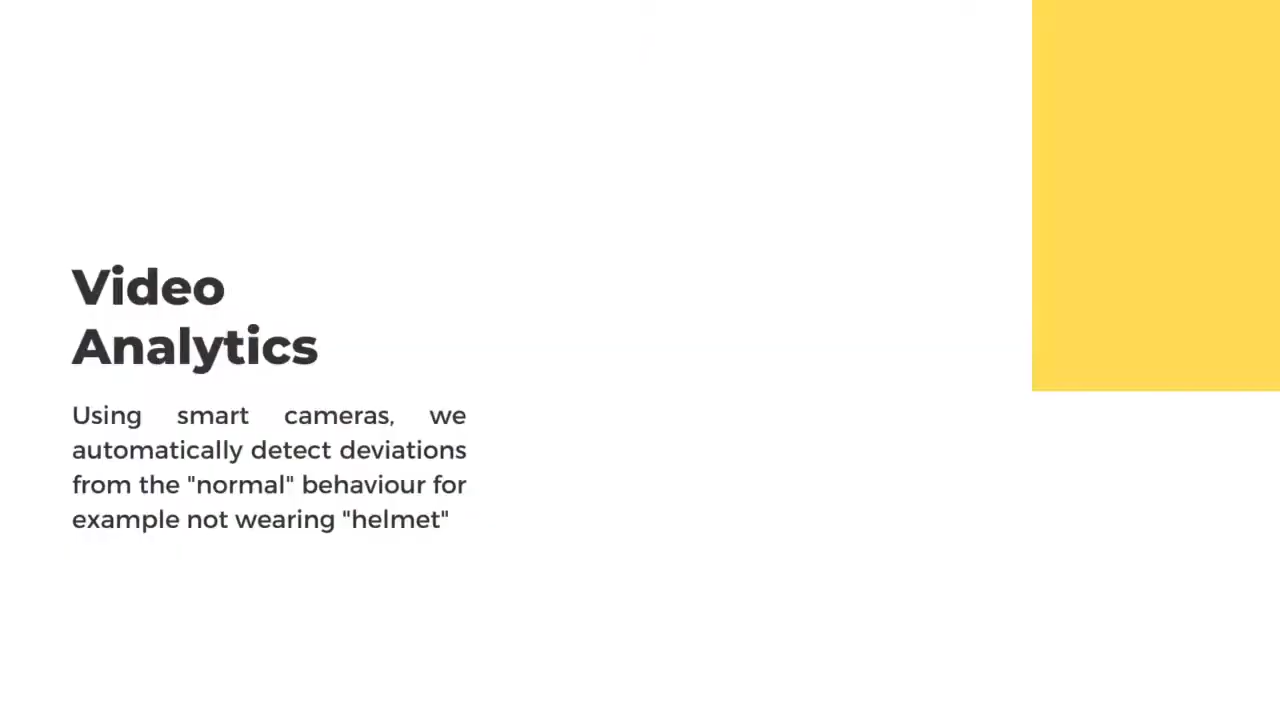 Video
Analytics
Using smart cameras, we
automatically detect deviations
from the "normal" behaviour for
example not wearing "helmet"